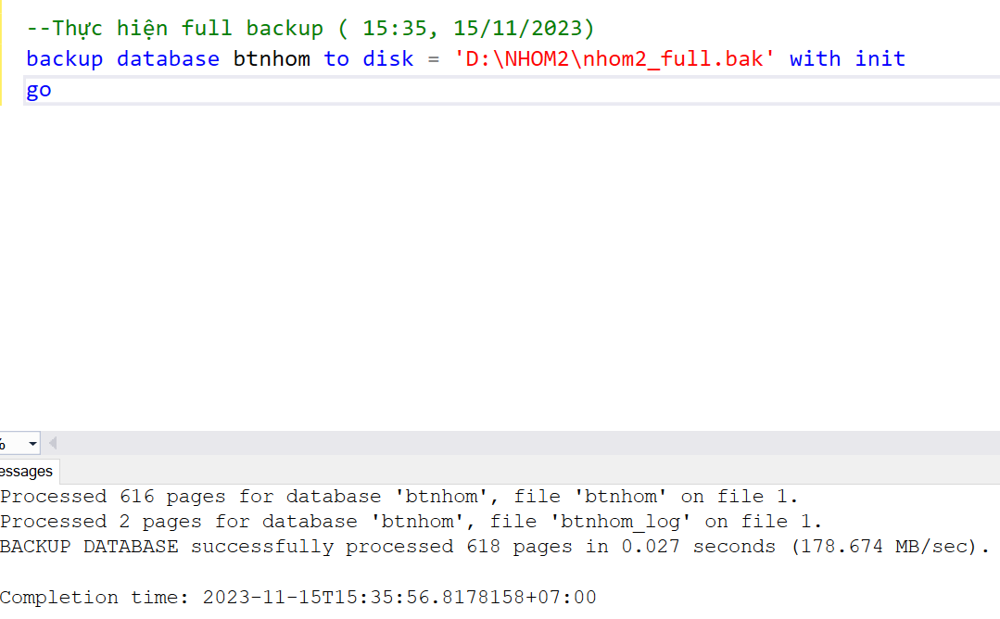 --Thực hiện full backup ( 15:35, 15/11/2023)
backup database btnhom to disk = 'D:\NHOM2\nhom2_full.bak' with init
go
%
essages
Processed 616 pages for database 'btnhom', file 'btnhom' on file 1.
Processed 2 pages for database 'btnhom', file 'btnhom_log' on file 1.
BACKUP DATABASE successfully processed 618 pages in 0.027 seconds (178.674 MB/sec).
Completion time: 2023-11-15T15:35:56.8178158+07:00